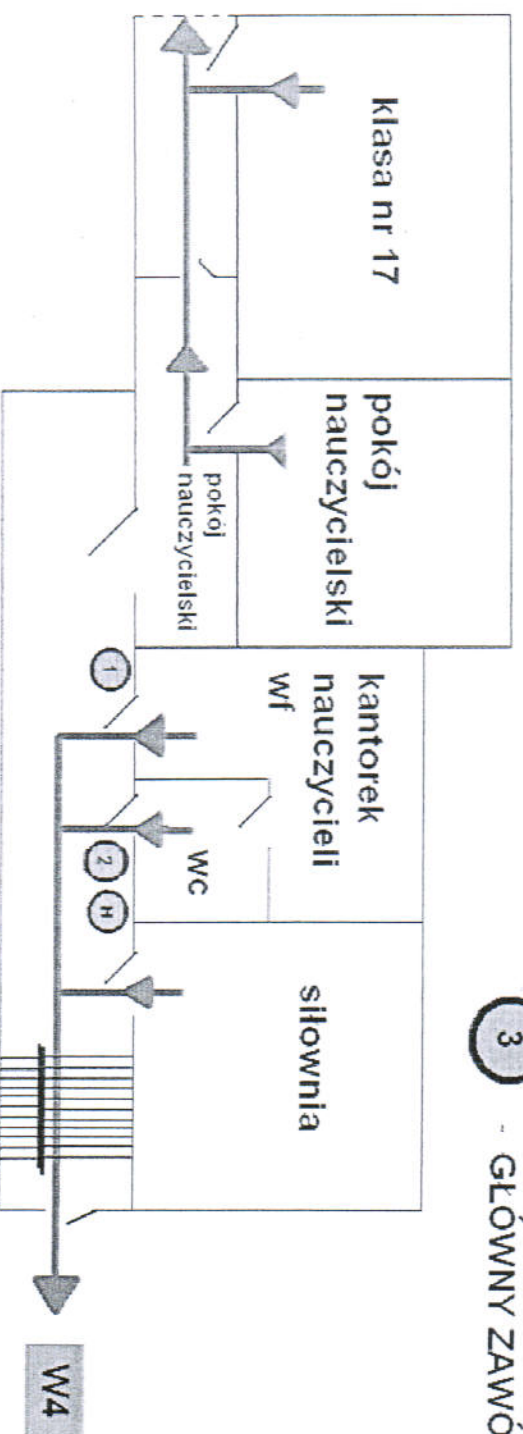 3 - GŁÓWNY ZAWÓ
klasa nr 17
pokój
nauczycielski
pokój
nauczycielski
kantorek
nauczycieli
wf
wc
siłownia
1
2
H
W4